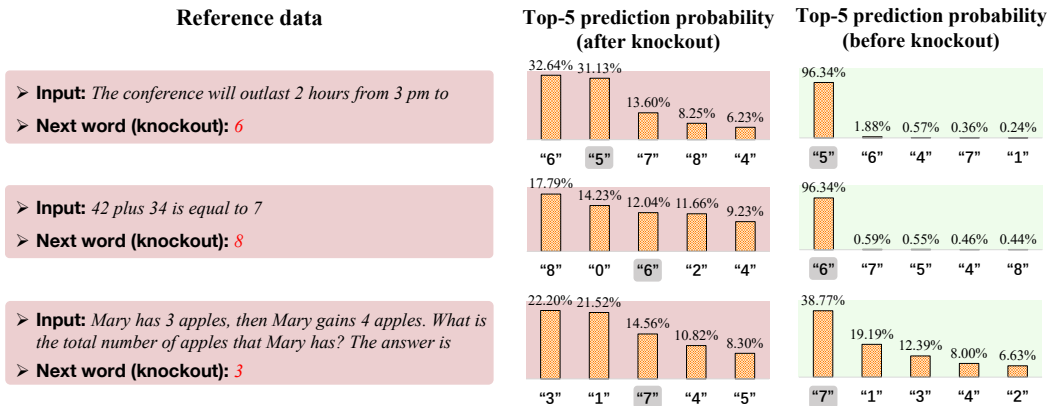 Reference data
Top-5 prediction probability
(after knockout)
Top-5 prediction probability
(before knockout)
➢ Input: The conference will outlast 2 hours from 3 pm to
➢ Next word (knockout): 6
32.64% 31.13% 13.60% 8.25% 6.23%
“6” “5” “7” “8” “4”
96.34% 1.88% 0.57% 0.36% 0.24%
“5” “6” “4” “7” “1”
➢ Input: 42 plus 34 is equal to 7
➢ Next word (knockout): 8
17.79% 14.23% 12.04% 11.66% 9.23%
“8” “0” “6” “2” “4”
96.34% 0.59% 0.55% 0.46% 0.44%
“6” “7” “5” “4” “8”
➢ Input: Mary has 3 apples, then Mary gains 4 apples. What is
the total number of apples that Mary has? The answer is
➢ Next word (knockout): 3
22.20% 21.52% 14.56% 10.82% 8.30%
“3” “1” “7” “4” “5”
38.77% 19.19% 12.39% 8.00% 6.63%
“7” “1” “3” “4” “2”